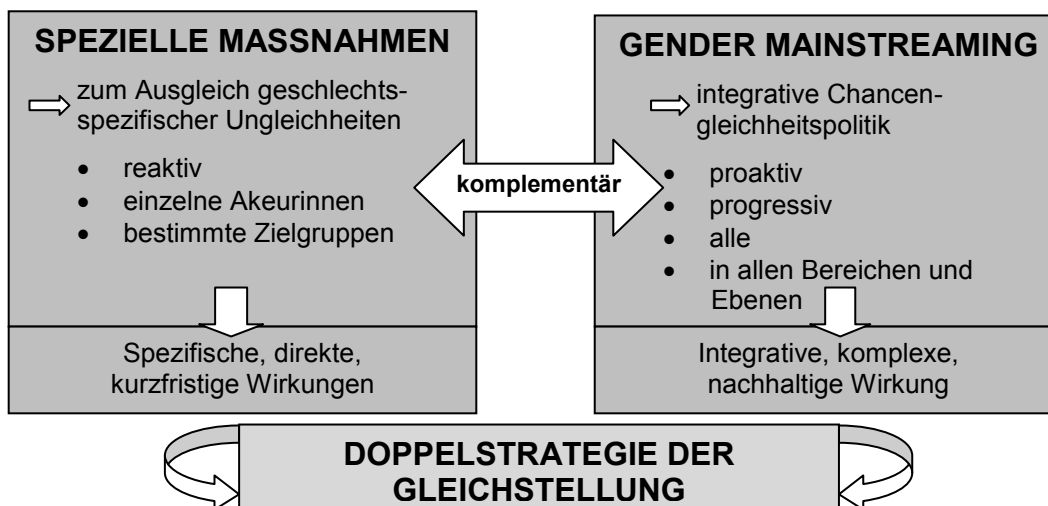 SPEZIELLE MASSNAHMEN
zum Ausgleich geschlechts-
spezifischer Ungleichheiten
• reaktiv
• einzelne Akeurinnen
• bestimmte Zielgruppen
Spezifische, direkte,
kurzfristige Wirkungen
komplementär
GENDER MAINSTREAMING
integrative Chancen-
gleichheitspolitik
• proaktiv
• progressiv
• alle
• in allen Bereichen und
Ebenen
Integrative, komplexe,
nachhaltige Wirkung
DOPPELSTRATEGIE DER
GLEICHSTELLUNG